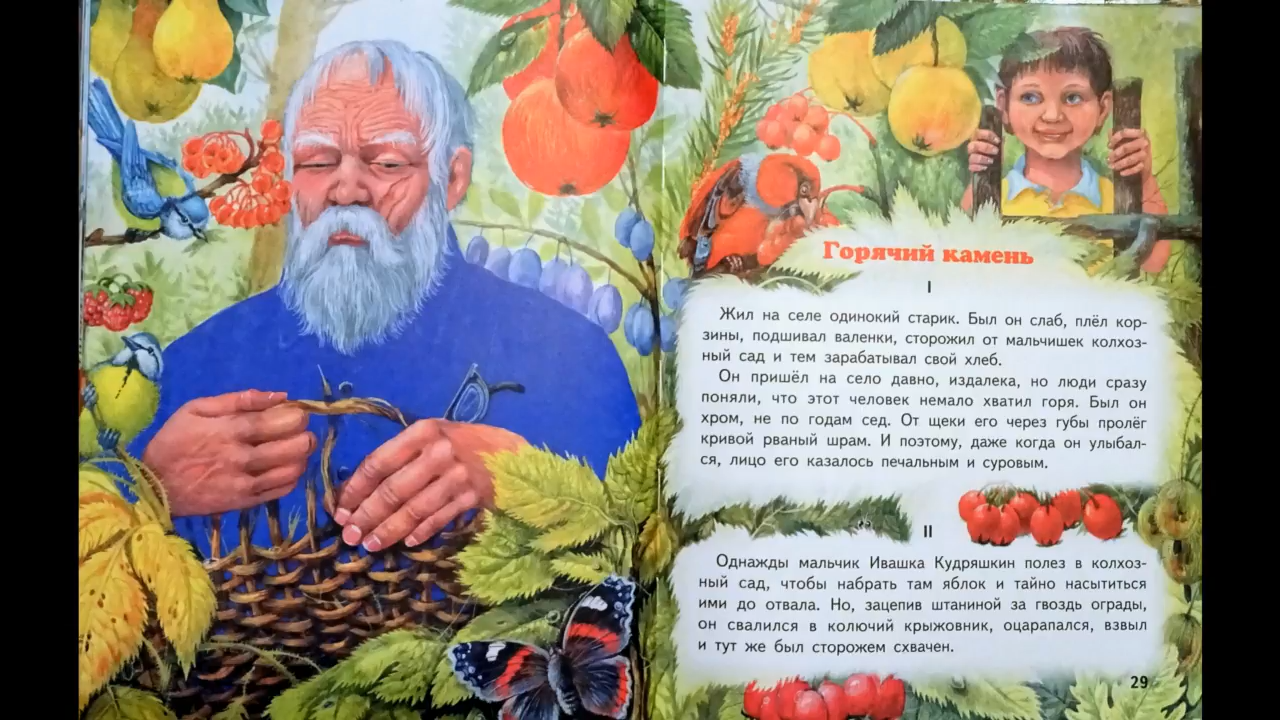 Горячий камень
I
Жил на селе одинокий старик. Был он слаб, плёл кор-
зины, подшивал валенки, сторожил от мальчишек колхоз-
ный сад и тем зарабатывал свой хлеб.
Он пришёл на село давно, издалека, но люди сразу
поняли, что этот человек немало хватил горя. Был он
хром, не по годам сед. От щеки его через губы пролёг
кривой рваный шрам. И поэтому, даже когда он улыбал-
ся, лицо его казалось печальным и суровым.
II
Однажды мальчик Ивашка Кудряшкин полез в колхоз-
ный сад, чтобы набрать там яблок и тайно насытиться
ими до отвала. Но, зацепив штаниной за гвоздь ограды,
он свалился в колючий крыжовник, оцарапался, взвыл
и тут же был сторожем схвачен.
29